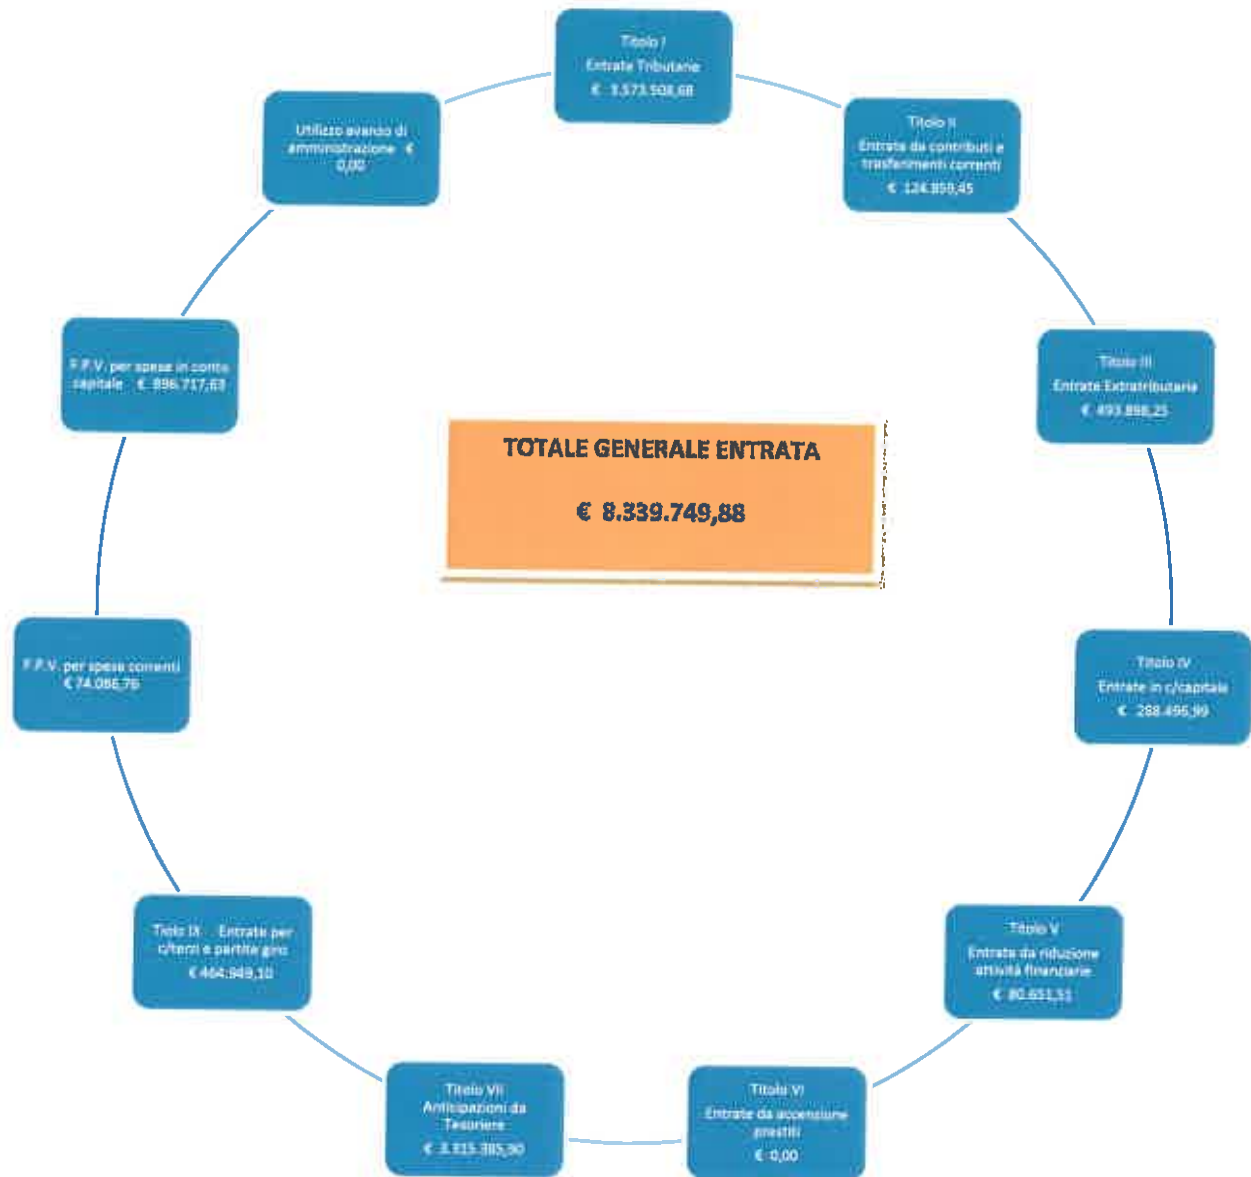 Titolo I
Entrate Tributarie
€ 3.573.508,68
Titolo II
Entrate da contributi e
trasferimenti correnti
€ 124.859,45
Titolo III
Entrate Extratributarie
€ 493.898,25
Titolo IV
Entrate in c/capitale
€ 288.496,99
Titolo V
Entrate da riduzione
attività finanziarie
€ 80.651,51
Titolo VI
Entrate da accensione
prestiti
€ 0,00
Titolo VII
Anticipazioni da
Tesoriere
€ 3.315.385,90
Tiolo IX Entrate per
c/terzi e partite giro
€ 464.949,10
F.P.V. per spese correnti
€ 74.086,76
F.P.V. per spese in conto
capitale € 896.717,63
Utilizzo avanzo di
amministrazione €
0,00
TOTALE GENERALE ENTRATA
€ 8.339.749,88